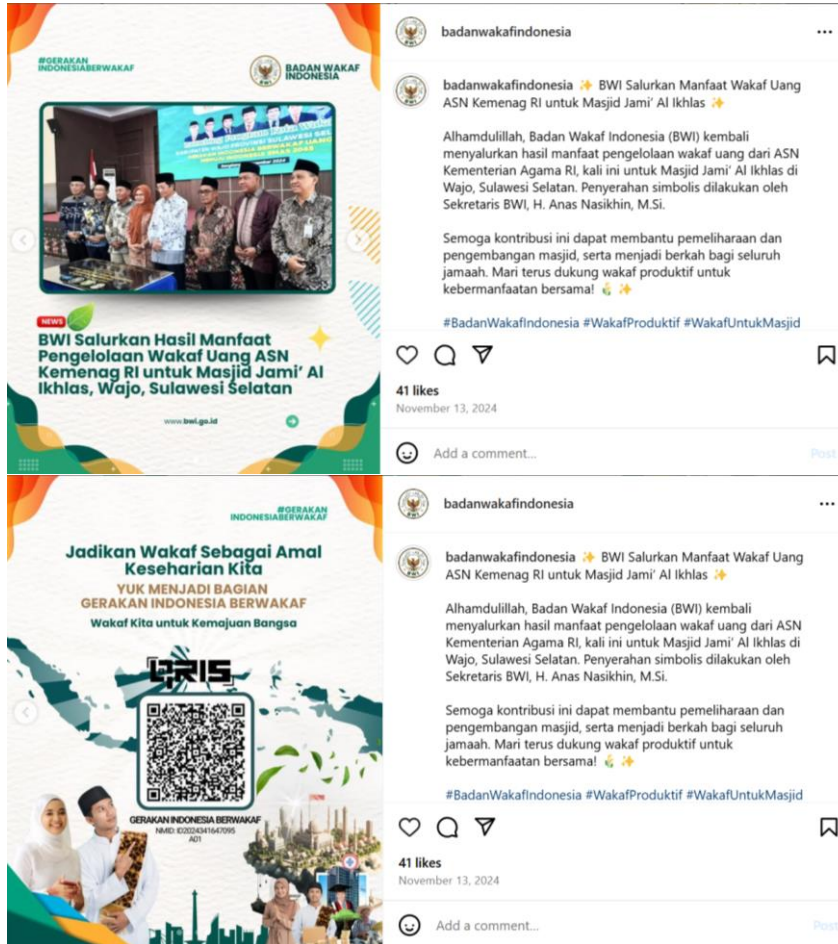 #GERAKAN
INDONESIABERWAKAF
BWI
BADAN WAKAF
INDONESIA
NEWS
BWI Salurkan Hasil Manfaat
Pengelolaan Wakaf Uang ASN
Kemenag RI untuk Masjid Jami’ Al
Ikhlas, Wajo, Sulawesi Selatan
www.bwi.go.id
badanwakafindonesia
badanwakafindonesia ✨ BWI Salurkan Manfaat Wakaf Uang
ASN Kemenag RI untuk Masjid Jami’ Al Ikhlas ✨
Alhamdulillah, Badan Wakaf Indonesia (BWI) kembali
menyalurkan hasil manfaat pengelolaan wakaf uang dari ASN
Kementerian Agama RI, kali ini untuk Masjid Jami’ Al Ikhlas di
Wajo, Sulawesi Selatan. Penyerahan simbolis dilakukan oleh
Sekretaris BWI, H. Anas Nasikhin, M.Si.
Semoga kontribusi ini dapat membantu pemeliharaan dan
pengembangan masjid, serta menjadi berkah bagi seluruh
jamaah. Mari terus dukung wakaf produktif untuk
kebermanfaatan bersama!
#BadanWakafIndonesia #WakafProduktif #WakafUntukMasjid
41 likes
November 13, 2024
Add a comment...
Post
#GERAKAN
INDONESIABERWAKAF
Jadikan Wakaf Sebagai Amal
Keseharian Kita
YUK MENJADI BAGIAN
GERAKAN INDONESIA BERWAKAF
Wakaf Kita untuk Kemajuan Bangsa
QRIS
GERAKAN INDONESIA BERWAKAF
NMID: ID2024341647095
A01
badanwakafindonesia
badanwakafindonesia ✨ BWI Salurkan Manfaat Wakaf Uang
ASN Kemenag RI untuk Masjid Jami’ Al Ikhlas ✨
Alhamdulillah, Badan Wakaf Indonesia (BWI) kembali
menyalurkan hasil manfaat pengelolaan wakaf uang dari ASN
Kementerian Agama RI, kali ini untuk Masjid Jami’ Al Ikhlas di
Wajo, Sulawesi Selatan. Penyerahan simbolis dilakukan oleh
Sekretaris BWI, H. Anas Nasikhin, M.Si.
Semoga kontribusi ini dapat membantu pemeliharaan dan
pengembangan masjid, serta menjadi berkah bagi seluruh
jamaah. Mari terus dukung wakaf produktif untuk
kebermanfaatan bersama!
#BadanWakafIndonesia #WakafProduktif #WakafUntukMasjid
41 likes
November 13, 2024
Add a comment...
Post